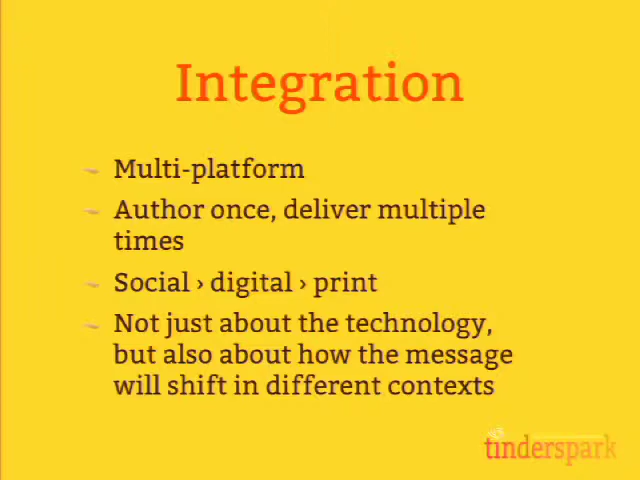 Integration
Multi-platform
Author once, deliver multiple
times
Social › digital › print
Not just about the technology,
but also about how the message
will shift in different contexts
tinderspark